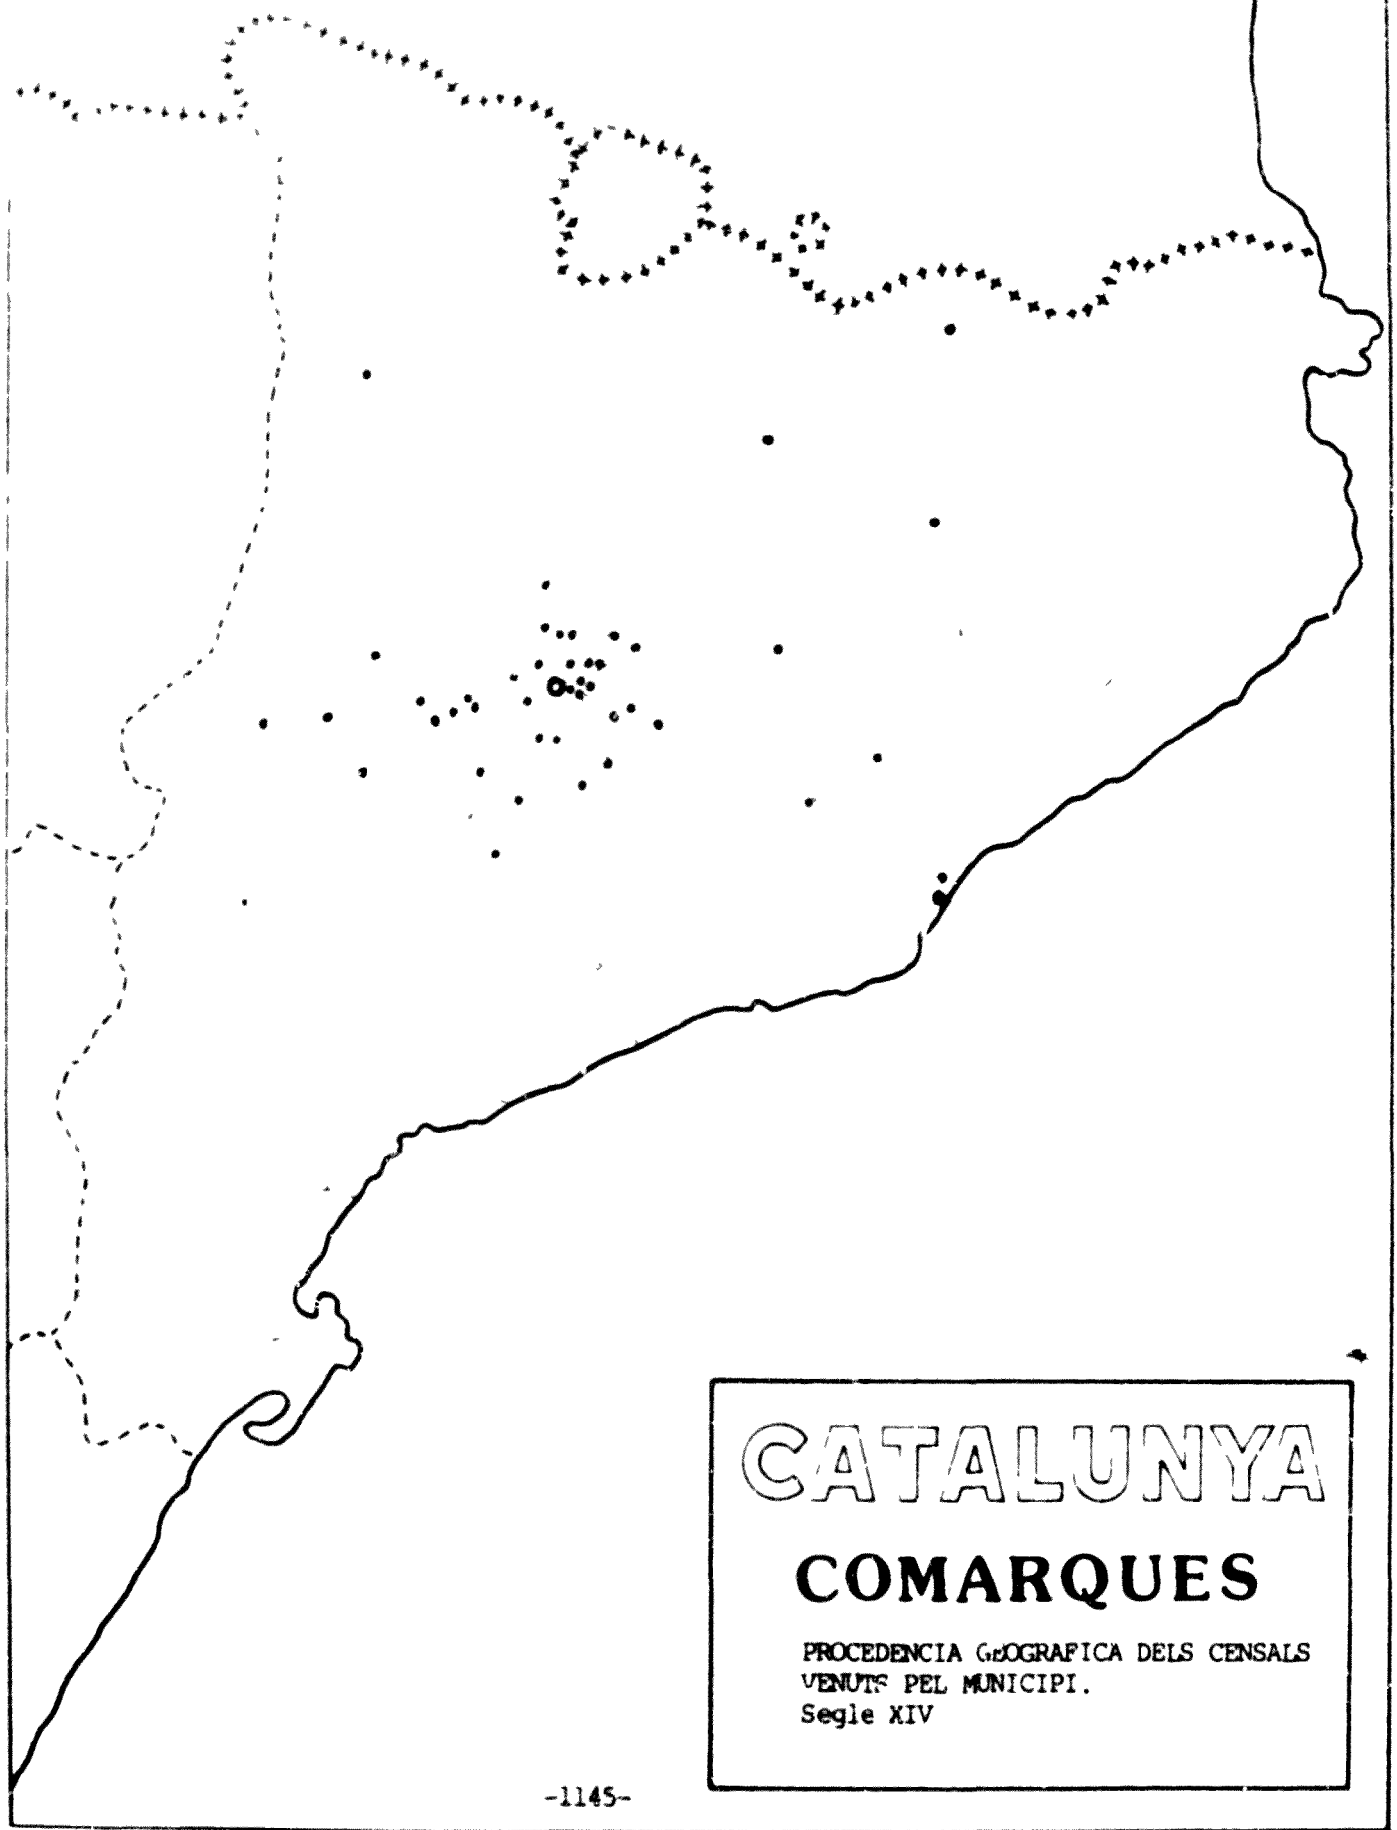 CATALUNYA
COMARQUES
PROCEDENCIA GEOGRAFICA DELS CENSALS
VENUTS PEL MUNICIPI.
Segle XIV
-1145-